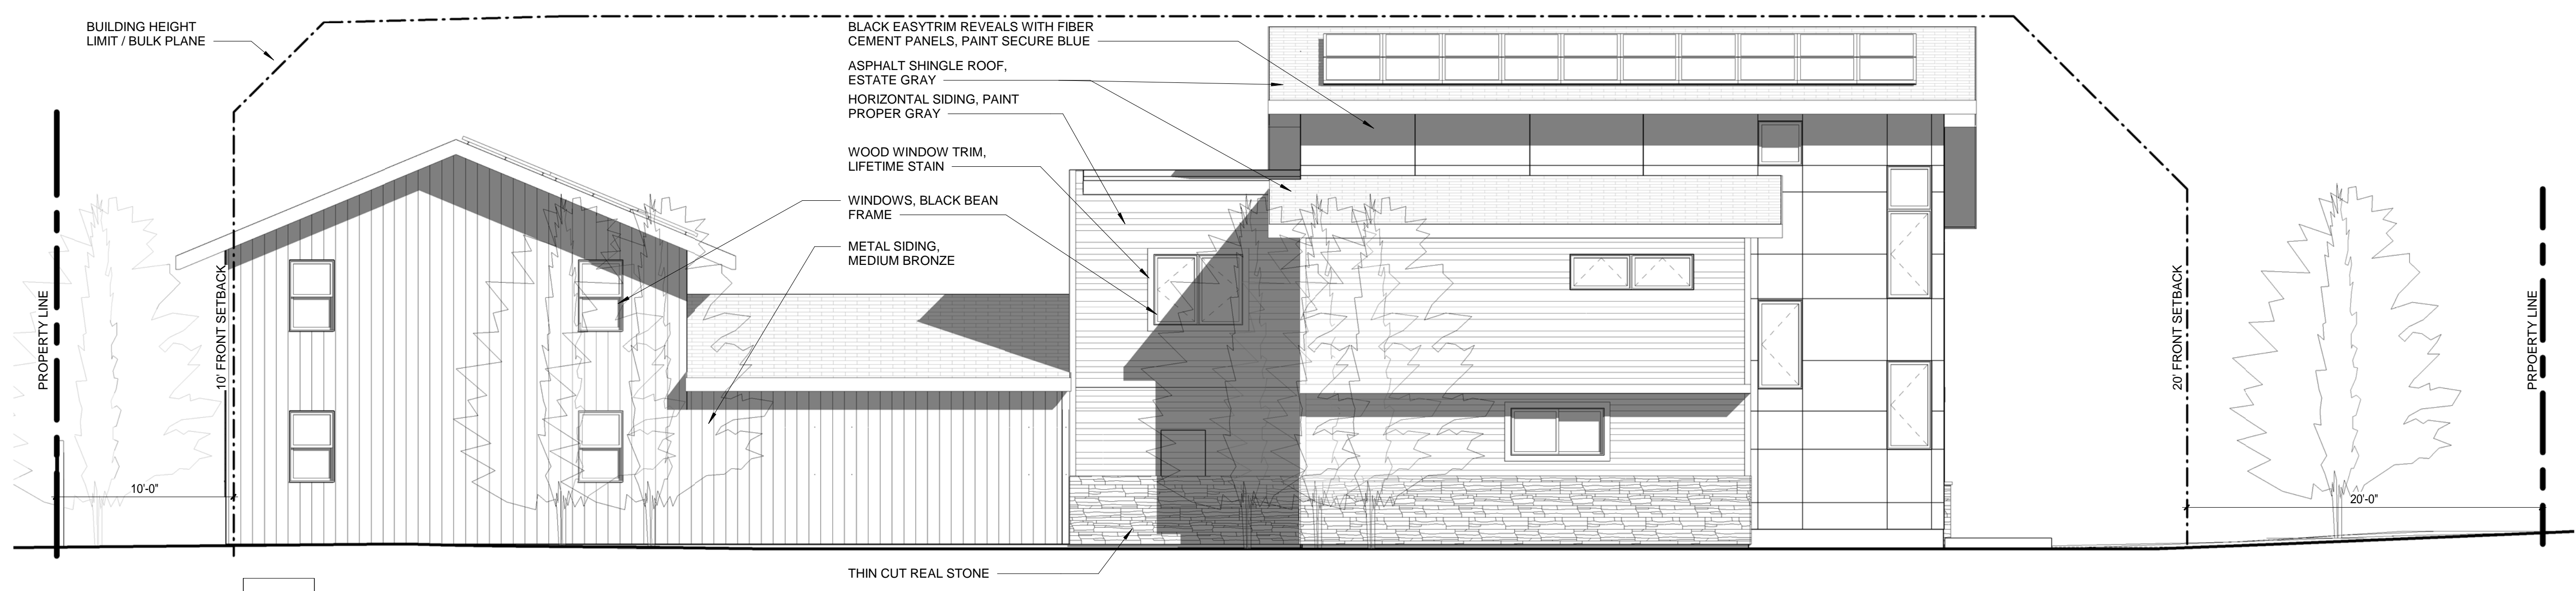 BUILDING HEIGHT
LIMIT / BULK PLANE
BLACK EASYTRIM REVEALS WITH FIBER
CEMENT PANELS, PAINT SECURE BLUE
ASPHALT SHINGLE ROOF,
ESTATE GRAY
HORIZONTAL SIDING, PAINT
PROPER GRAY
WOOD WINDOW TRIM,
LIFETIME STAIN
WINDOWS, BLACK BEAN
FRAME
METAL SIDING,
MEDIUM BRONZE
PROPERTY LINE
10' FRONT SETBACK
20' FRONT SETBACK
PRPOERTY LINE
10'-0"
20'-0"
THIN CUT REAL STONE